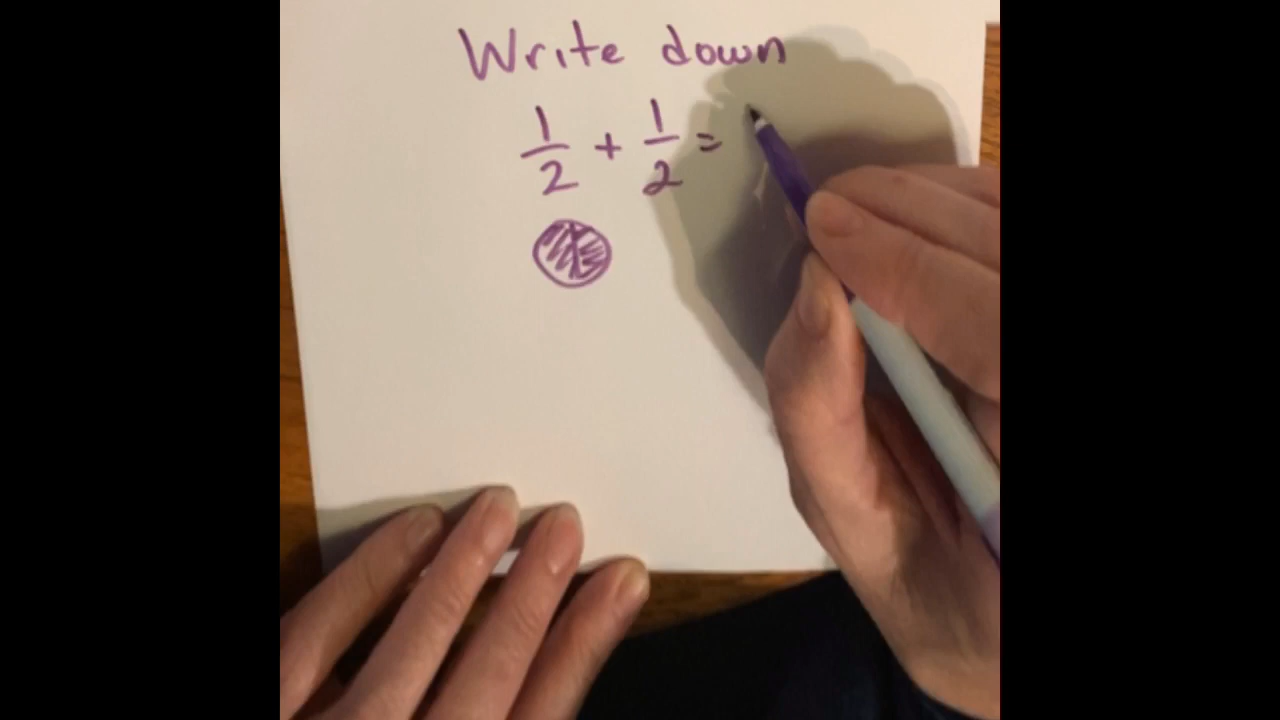 Write down
1/2 + 1/2 =